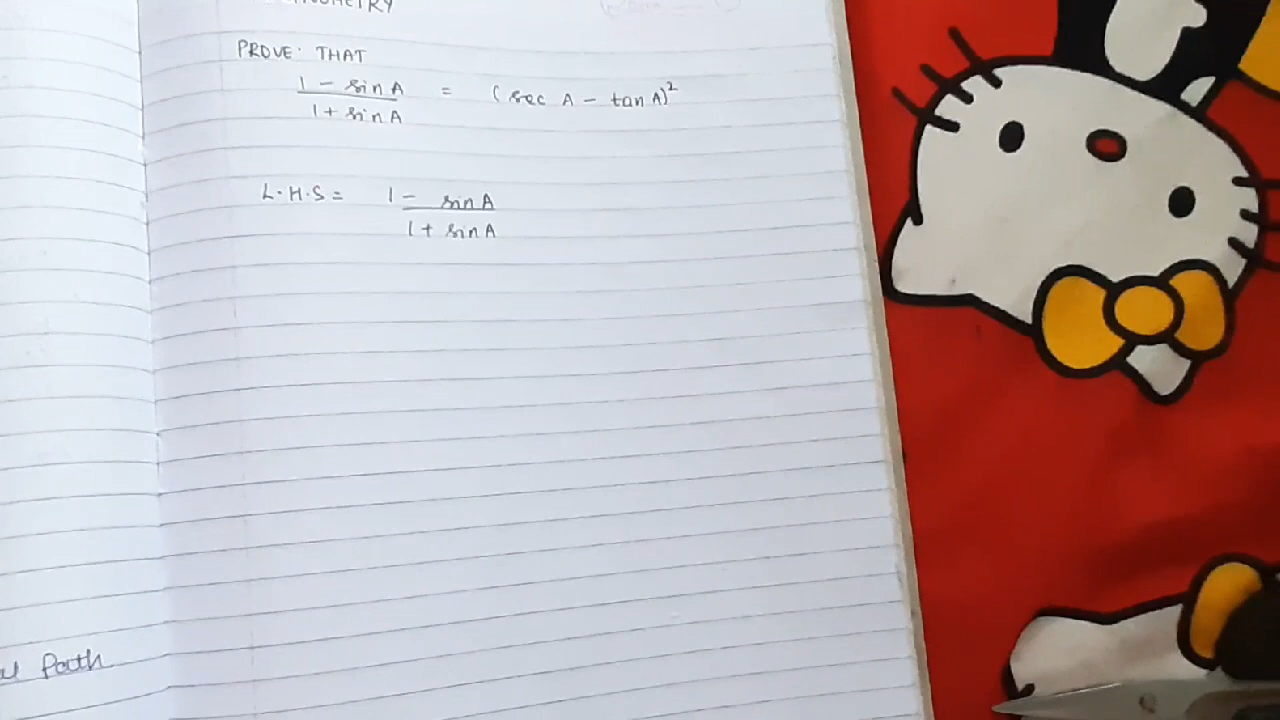 PROVE THAT
1 - sin A / 1 + sin A = (sec A - tan A)²
L.H.S = 1 - sin A / 1 + sin A
Path